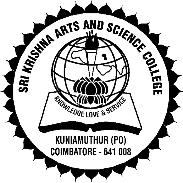 SRI KRISHNA ARTS AND SCIENCE COLLEGE
KNOWLEDGE LOVE & SERVICE
KUNIAMUTHUR (PO)
COIMBATORE - 641 008